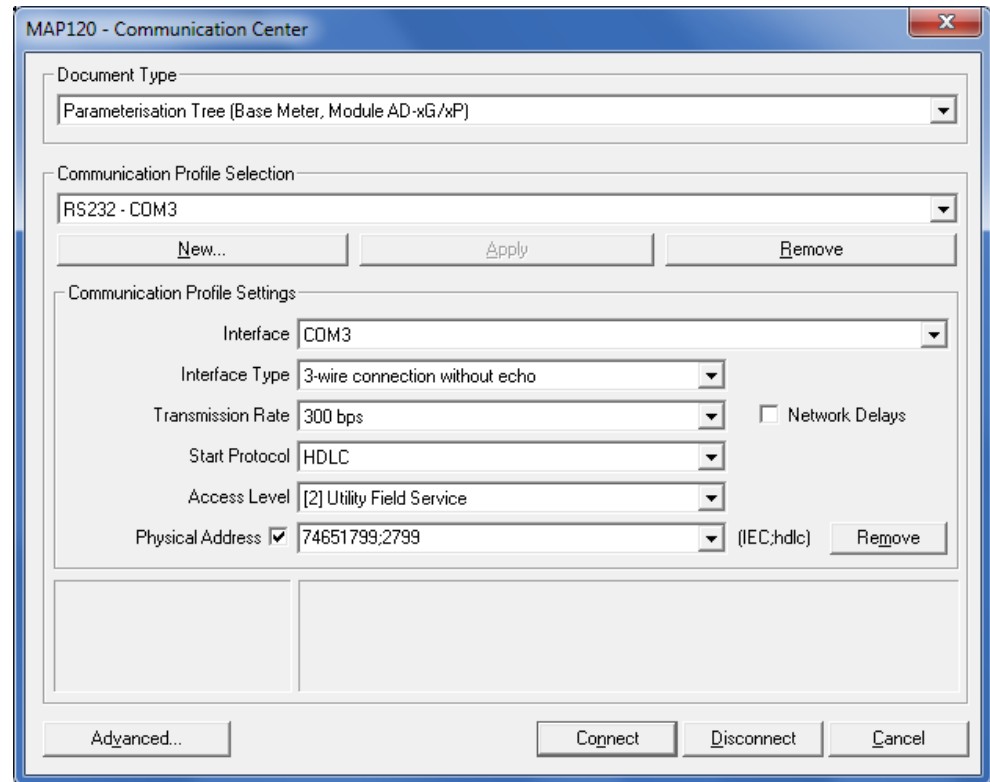 MAP120 - Communication Center
Document Type
Parameterisation Tree (Base Meter, Module AD-xG/xP)
Communication Profile Selection
RS232 - COM3
New... Apply Remove
Communication Profile Settings
Interface COM3
Interface Type 3-wire connection without echo
Transmission Rate 300 bps Network Delays
Start Protocol HDLC
Access Level [2] Utility Field Service
Physical Address 74651799;2799 (IEC;hdlc) Remove
Advanced... Connect Disconnect Cancel